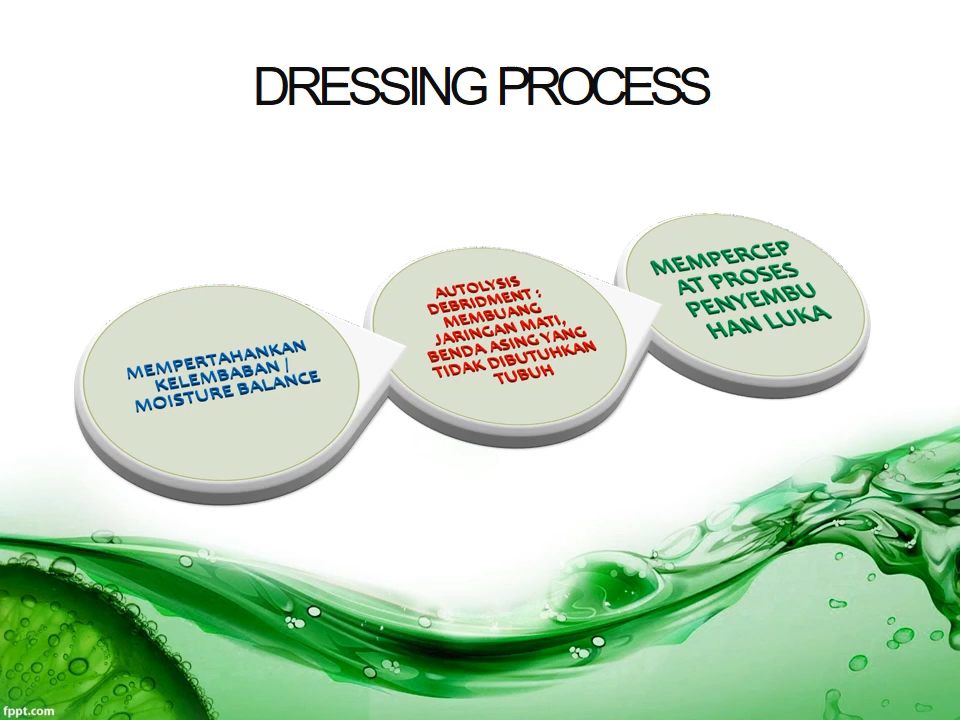 DRESSING PROCESS
MEMPERTAHANKAN
KELEMBABAN |
MOISTURE BALANCE
AUTOLYSIS
DEBRIDMENT :
MEMBUANG
JARINGAN MATI,
BENDA ASING YANG
TIDAK DIBUTUHKAN
TUBUH
MEMPERCEP
AT PROSES
PENYEMBU
HAN LUKA
fppt.com